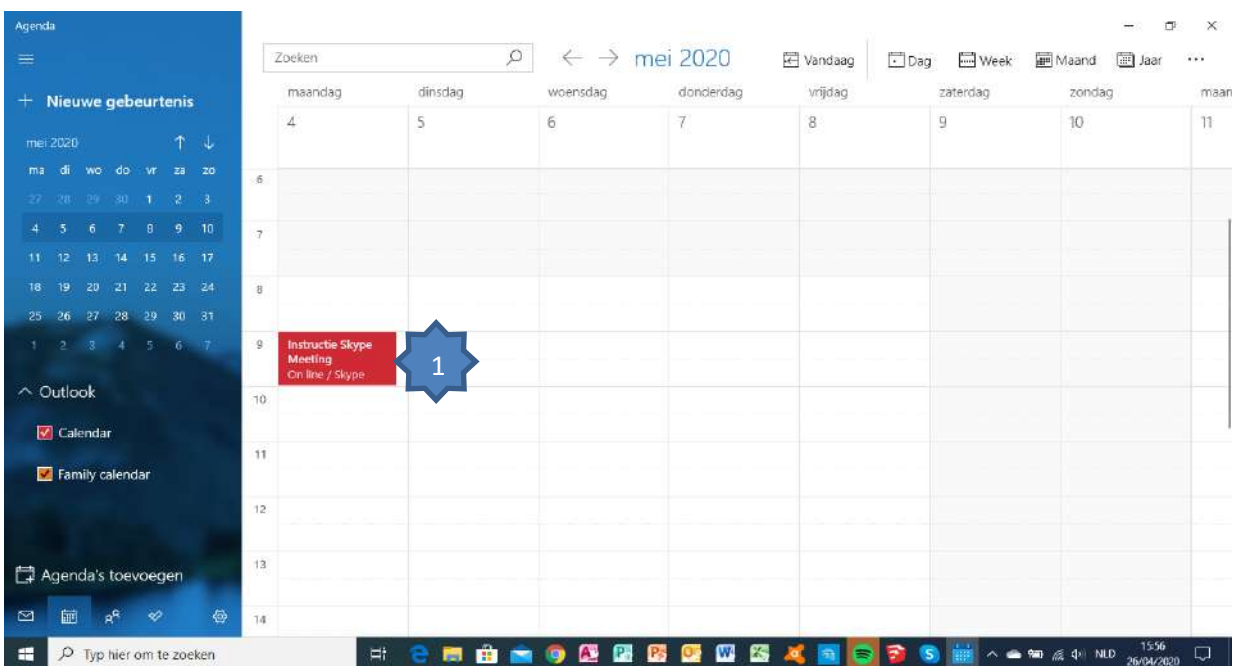 Agenda
Zoeken
mei 2020
Vandaag
Dag
Week
Maand
Jaar
Nieuwe gebeurtenis
mei 2020
ma di wo do vr za zo
27 28 29 30 1 2 3
4 5 6 7 8 9 10
11 12 13 14 15 16 17
18 19 20 21 22 23 24
25 26 27 28 29 30 31
1 2 3 4 5 6 7
Outlook
Calendar
Family calendar
Agenda's toevoegen
maandag dinsdag woensdag donderdag vrijdag zaterdag zondag maan
4 5 6 7 8 9 10 11
6
7
8
9
Instructie Skype
Meeting
On line / Skype
1
10
11
12
13
14
Typ hier om te zoeken
NLD
15:56
26/04/2020